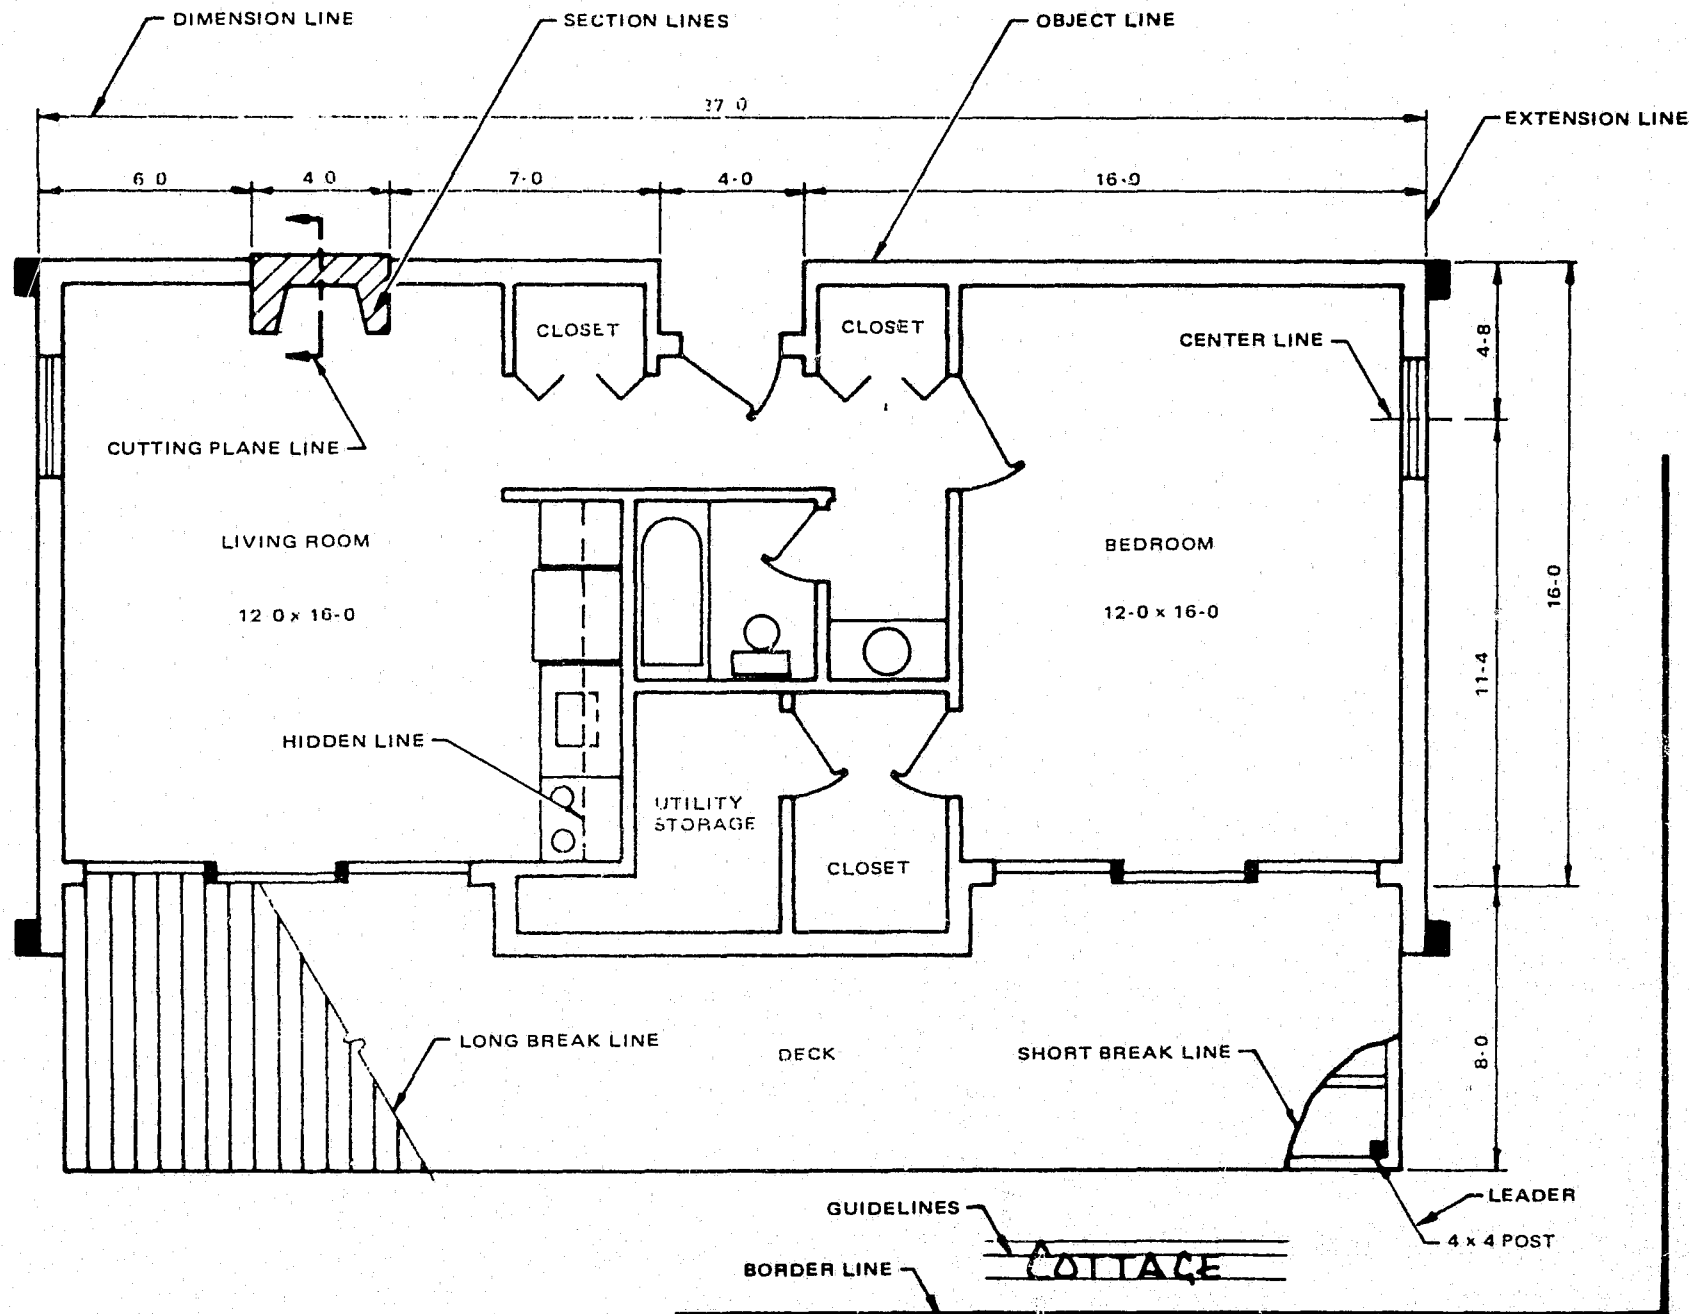 DIMENSION LINE
SECTION LINES
OBJECT LINE
37-0
EXTENSION LINE
6 0
4 0
7-0
4-0
16-0
CLOSET
CLOSET
CENTER LINE
4-8
CUTTING PLANE LINE
LIVING ROOM
BEDROOM
12 0 x 16-0
12-0 x 16-0
16-0
11-4
HIDDEN LINE
UTILITY
STORAGE
CLOSET
LONG BREAK LINE
DECK
SHORT BREAK LINE
8-0
LEADER
GUIDELINES
4 x 4 POST
COTTAGE
BORDER LINE